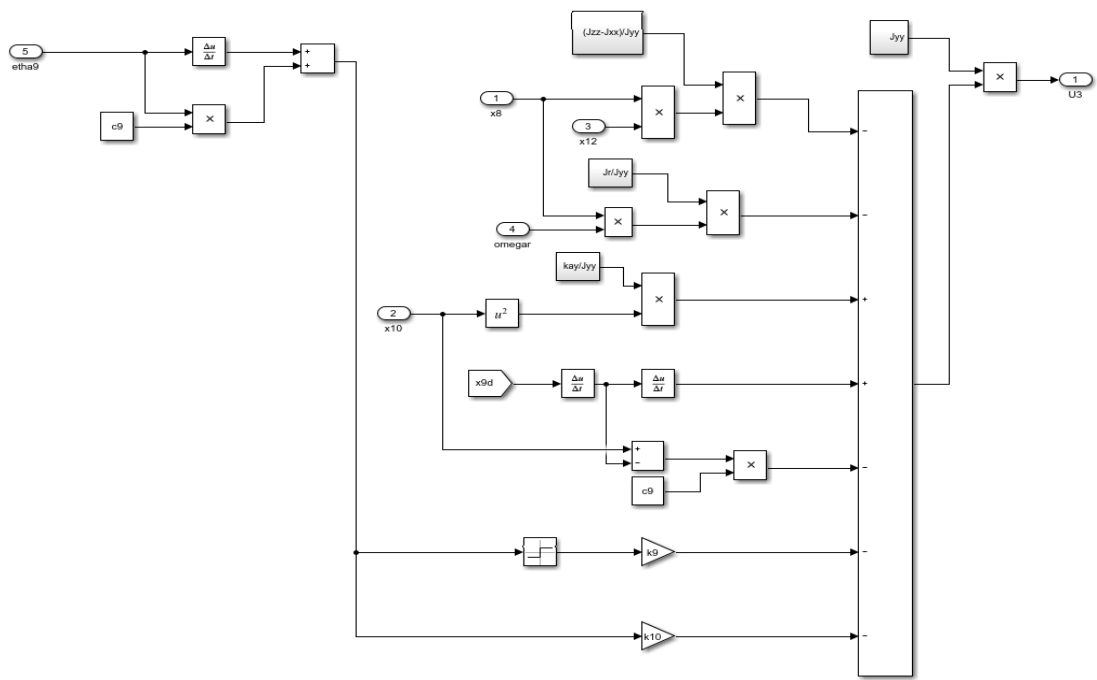 5
etha9
Δu
Δt
+
+
c9
×
(Jzz-Jxx)/Jyy
1
x8
3
x12
×
×
−
Jyy
×
1
U3
Jr/Jyy
4
omegar
×
×
−
kay/Jyy
×
+
2
x10
u²
x9d
Δu
Δt
Δu
Δt
+
+
−
c9
×
−
k9
−
k10
−